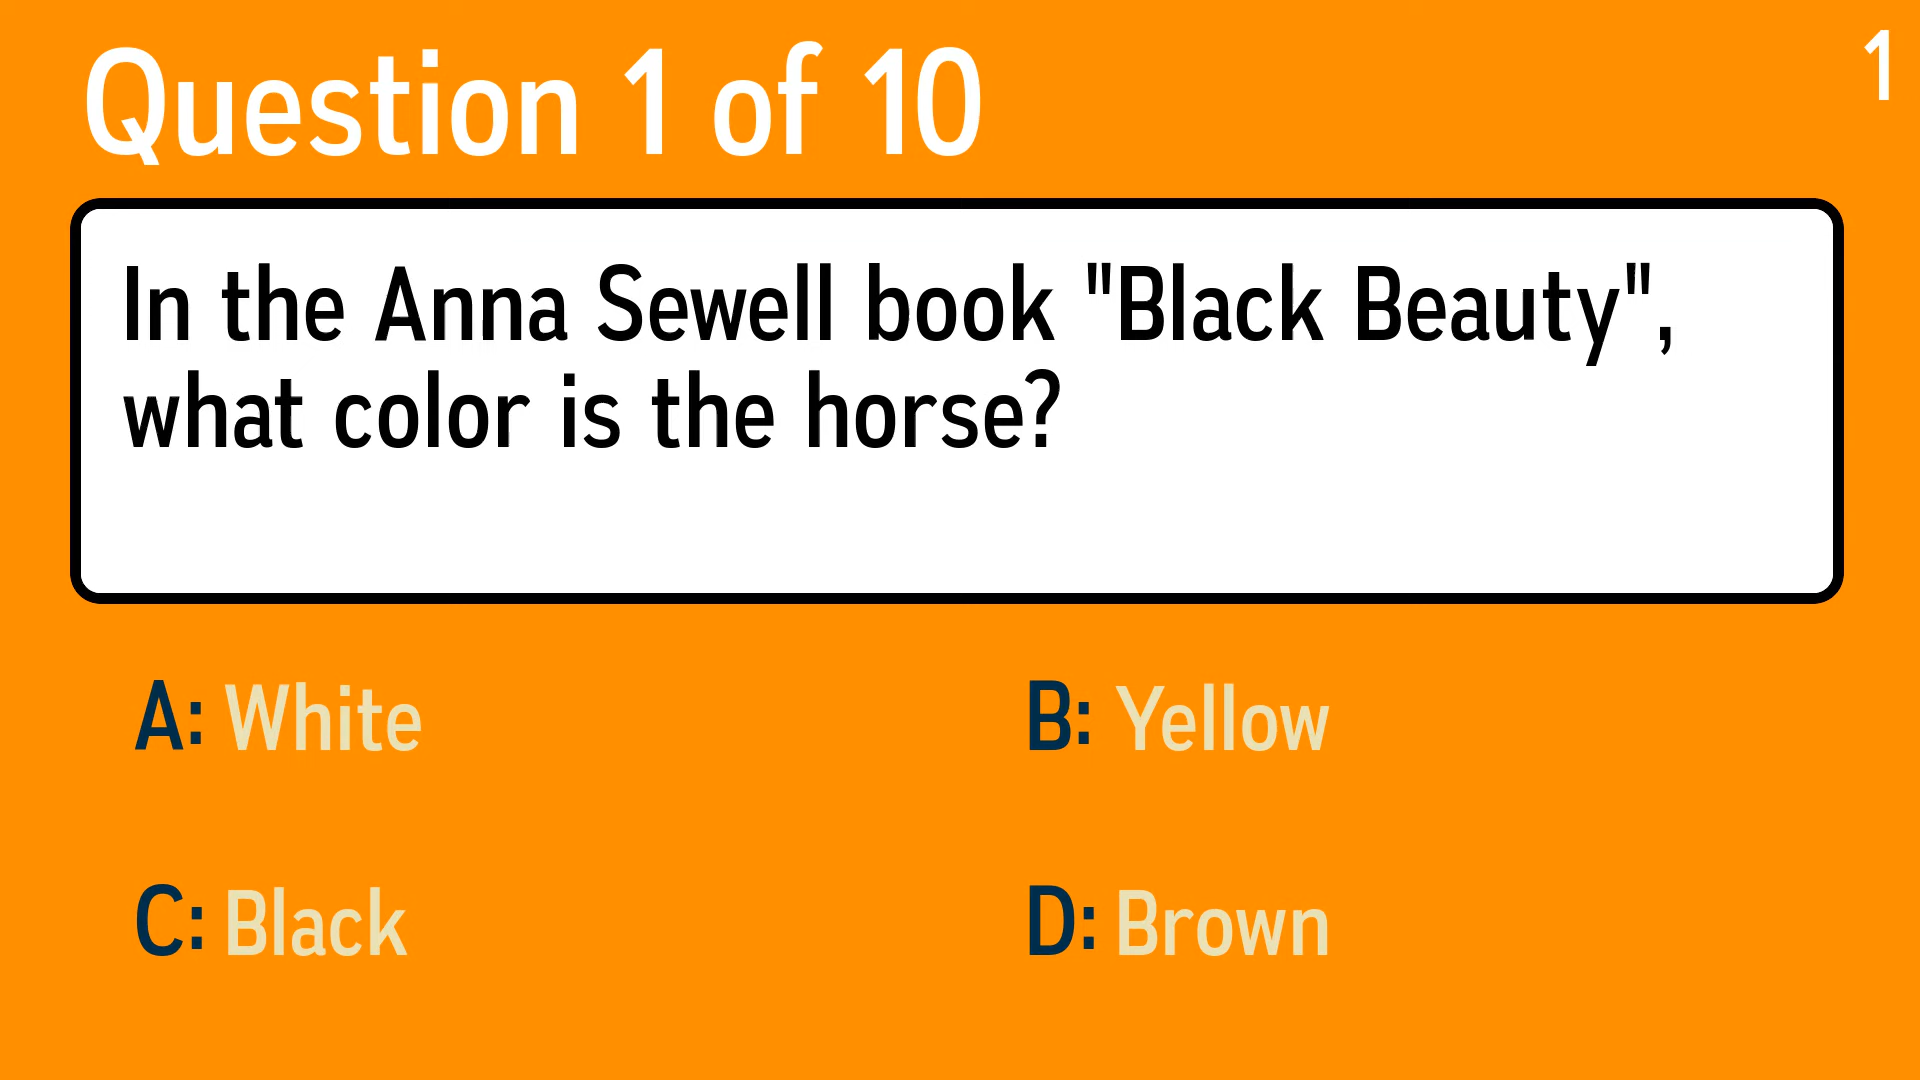 Question 1 of 10
1
In the Anna Sewell book "Black Beauty",
what color is the horse?
A: White
B: Yellow
C: Black
D: Brown